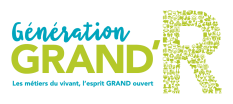 Génération
GRAND'R
Les métiers du vivant, l'esprit GRAND ouvert